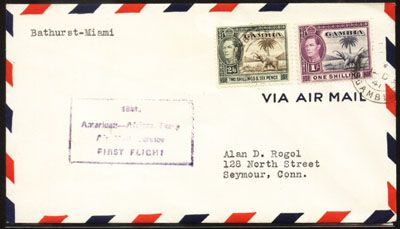 Bathurst-Miami
GAMBIA
2/6
TWO SHILLINGS & SIX PENCE
GAMBIA
1/-
ONE SHILLING
VIA AIR MAIL
1941.
FIRST FLIGHT
Alan D. Rogol
128 North Street
Seymour, Conn.